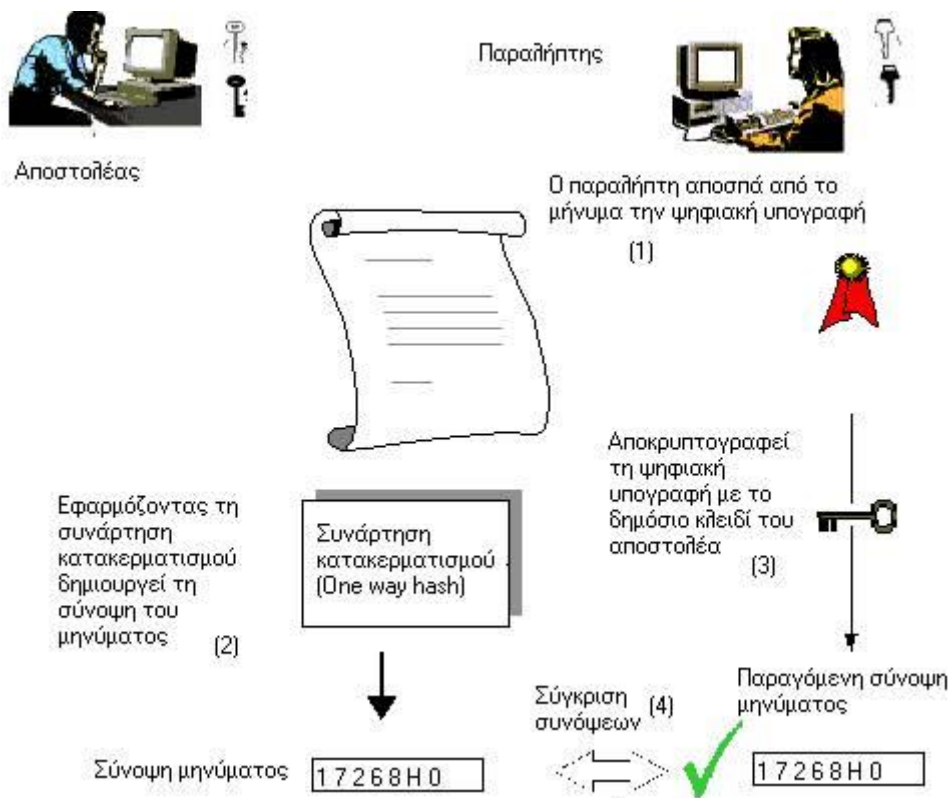 Παραλήπτης
Αποστολέας
Ο παραλήπτη αποσπά από το
μήνυμα την ψηφιακή υπογραφή
(1)
Αποκρυπτογραφεί
τη ψηφιακή
υπογραφή με το
δημόσιο κλειδί του
αποστολέα
(3)
Εφαρμόζοντας τη
συνάρτηση
κατακερματισμού
δημιουργεί τη
σύνοψη του
μηνύματος (2)
Συνάρτηση
κατακερματισμού
(One way hash)
Σύγκριση
συνόψεων (4)
Παραγόμενη σύνοψη
μηνύματος
Σύνοψη μηνύματος 17268H0
17268H0